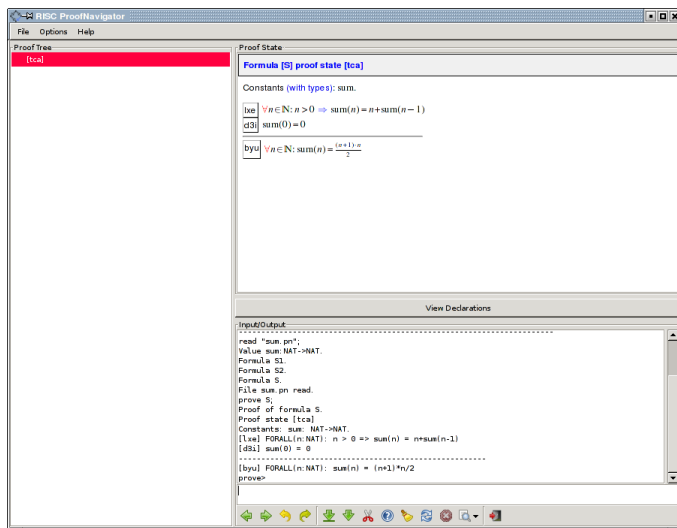 RISC ProofNavigator
File Options Help
Proof Tree
[tca]
Proof State
Formula [S] proof state [tca]
Constants (with types): sum.
lxe ∀n∈ℕ: n > 0 ⇒ sum(n) = n+sum(n−1)
d3i sum(0) = 0
byu ∀n∈ℕ: sum(n) = (n+1)·n/2
View Declarations
Input/Output
read "sum.pn";
Value sum:NAT->NAT.
Formula S1.
Formula S2.
Formula S.
File sum.pn read.
prove S;
Proof of formula S.
Proof state [tca]
Constants: sum: NAT->NAT.
[lxe] FORALL(n:NAT): n > 0 => sum(n) = n+sum(n-1)
[d3i] sum(0) = 0
-------------------------------------------------------
[byu] FORALL(n:NAT): sum(n) = (n+1)*n/2
prove>